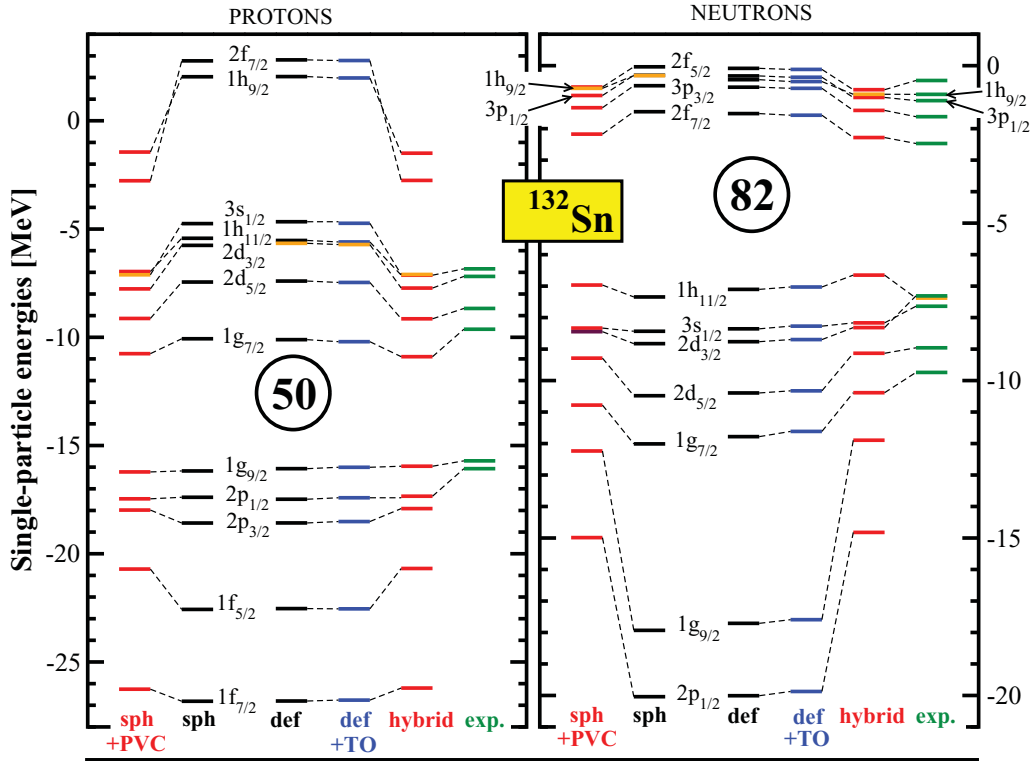 PROTONS
NEUTRONS
Single-particle energies [MeV]
0
-5
-10
-15
-20
-25
2f7/2
1h9/2
3s1/2
1h11/2
2d3/2
2d5/2
1g7/2
50
1g9/2
2p1/2
2p3/2
1f5/2
1f7/2
sph
+PVC
sph
def
def
+TO
hybrid
exp.
132Sn
1h9/2
3p1/2
2f5/2
3p3/2
2f7/2
1h9/2
3p1/2
82
1h11/2
3s1/2
2d3/2
2d5/2
1g7/2
1g9/2
2p1/2
sph
+PVC
sph
def
def
+TO
hybrid
exp.
0
-5
-10
-15
-20